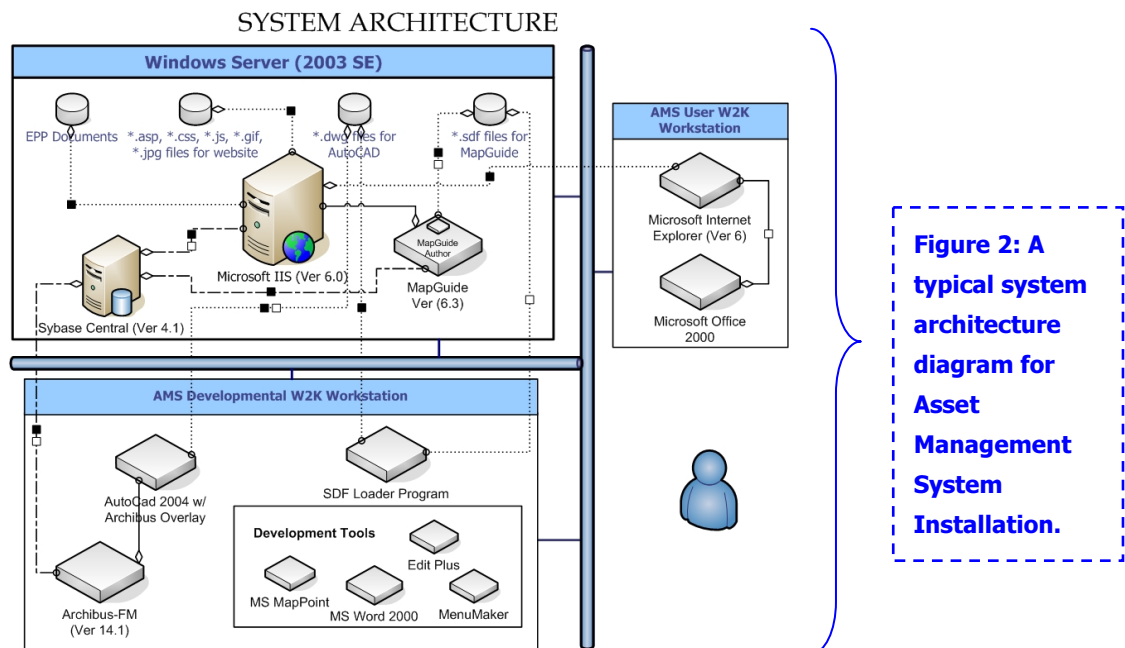 SYSTEM ARCHITECTURE
Windows Server (2003 SE)
EPP Documents
*.asp, *.css, *.js, *.gif,
*.jpg files for website
*.dwg files for
AutoCAD
*.sdf files for
MapGuide
Microsoft IIS (Ver 6.0)
MapGuide
Author
MapGuide
Ver (6.3)
Sybase Central (Ver 4.1)
AMS User W2K
Workstation
Microsoft Internet
Explorer (Ver 6)
Microsoft Office
2000
AMS Developmental W2K Workstation
AutoCad 2004 w/
Archibus Overlay
SDF Loader Program
Archibus-FM
(Ver 14.1)
Development Tools
Edit Plus
MS MapPoint
MS Word 2000
MenuMaker
Figure 2: A
typical system
architecture
diagram for
Asset
Management
System
Installation.